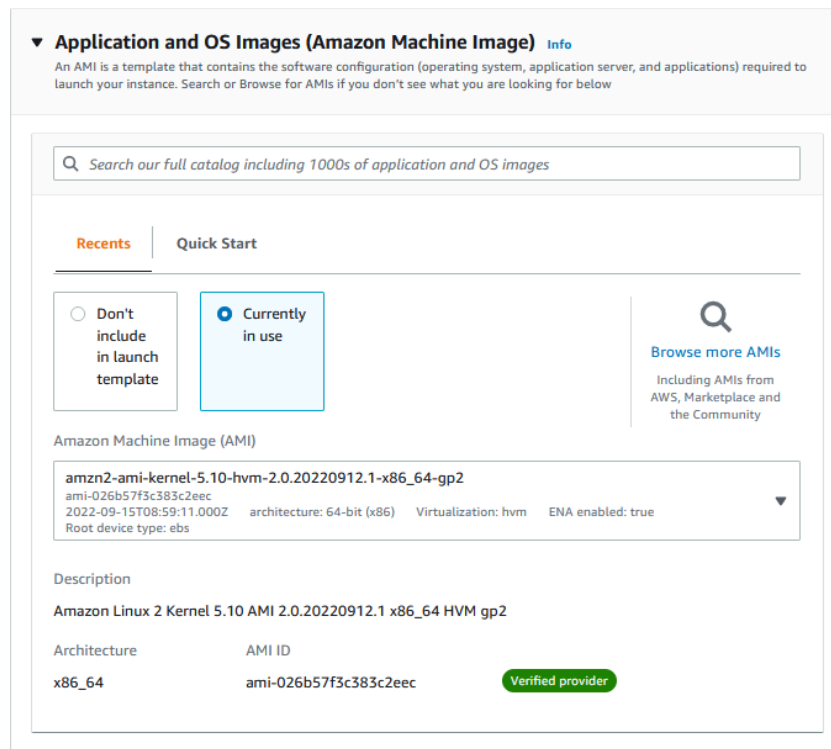 Application and OS Images (Amazon Machine Image) Info
An AMI is a template that contains the software configuration (operating system, application server, and applications) required to
launch your instance. Search or Browse for AMIs if you don't see what you are looking for below
Search our full catalog including 1000s of application and OS images
Recents Quick Start
Don't
include
in launch
template
Currently
in use
Browse more AMIs
Including AMIs from
AWS, Marketplace and
the Community
Amazon Machine Image (AMI)
amzn2-ami-kernel-5.10-hvm-2.0.20220912.1-x86_64-gp2
ami-026b57f3c383c2eec
2022-09-15T08:59:11.000Z architecture: 64-bit (x86) Virtualization: hvm ENA enabled: true
Root device type: ebs
Description
Amazon Linux 2 Kernel 5.10 AMI 2.0.20220912.1 x86_64 HVM gp2
Architecture AMI ID
x86_64 ami-026b57f3c383c2eec Verified provider